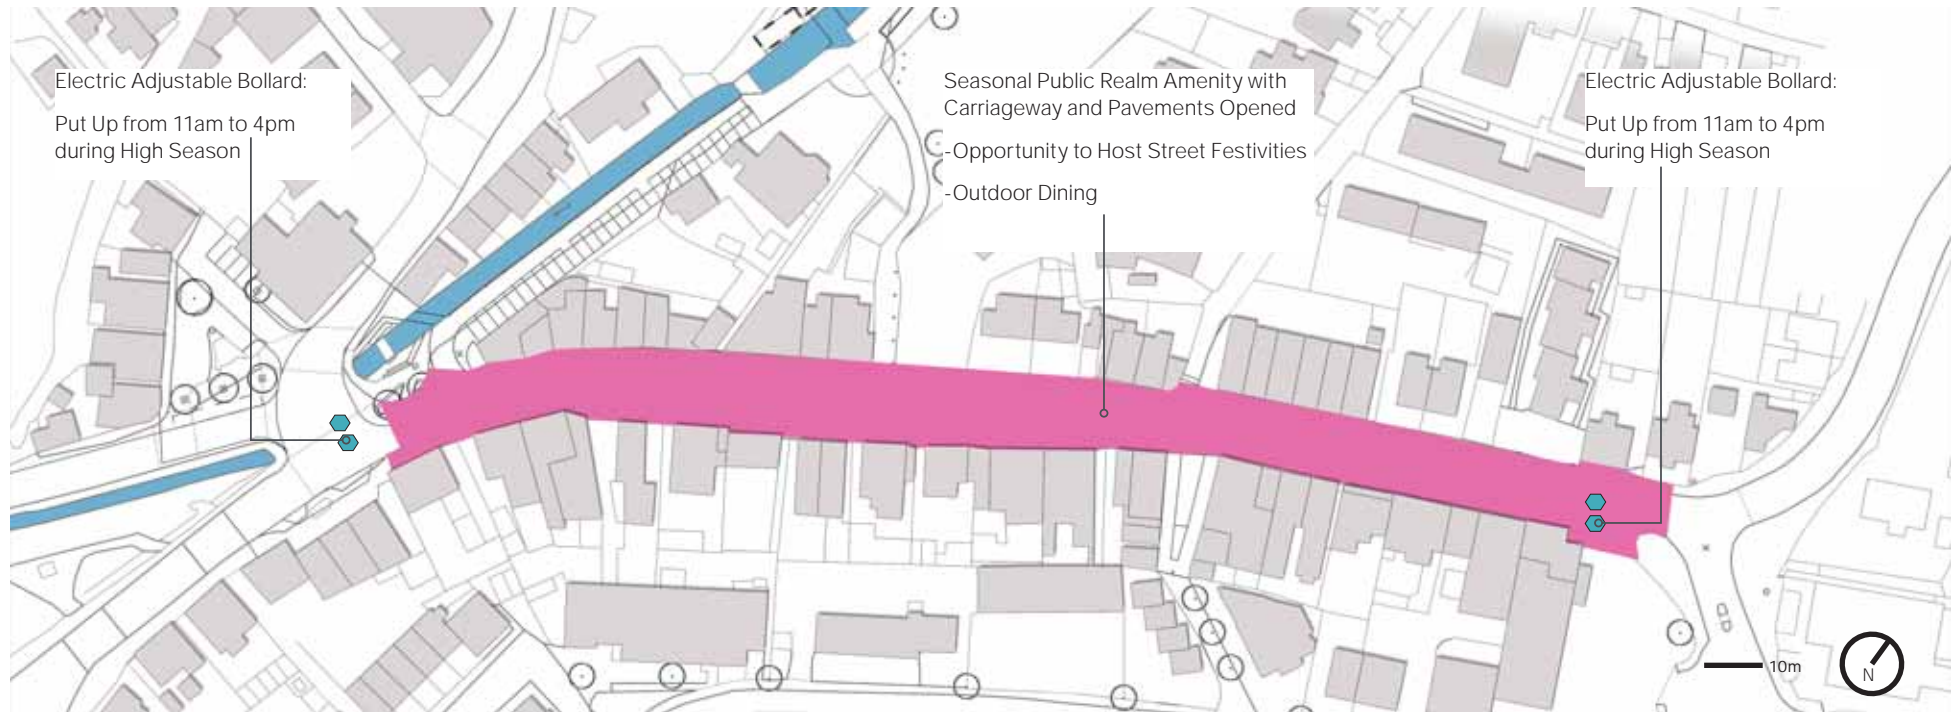 Electric Adjustable Bollard:
Put Up from 11am to 4pm
during High Season
Seasonal Public Realm Amenity with
Carriageway and Pavements Opened
-Opportunity to Host Street Festivities
-Outdoor Dining
Electric Adjustable Bollard:
Put Up from 11am to 4pm
during High Season
10m
N